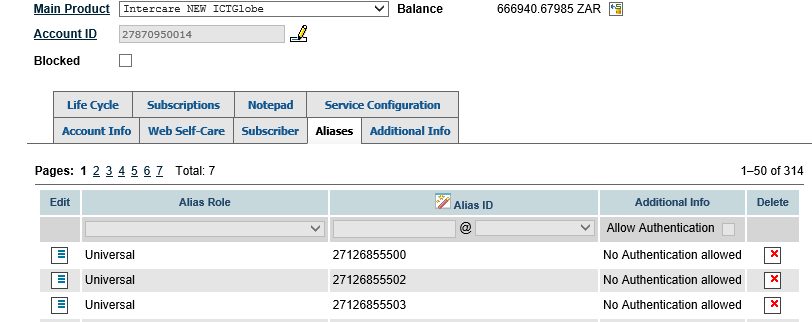 Main Product Intercare NEW ICTGlobe Balance 666940.67985 ZAR
Account ID 27870950014
Blocked
Life Cycle Subscriptions Notepad Service Configuration
Account Info Web Self-Care Subscriber Aliases Additional Info
Pages: 1 2 3 4 5 6 7 Total: 7 1–50 of 314
Edit Alias Role Alias ID Additional Info Delete
@ Allow Authentication
Universal 27126855500 No Authentication allowed
Universal 27126855502 No Authentication allowed
Universal 27126855503 No Authentication allowed